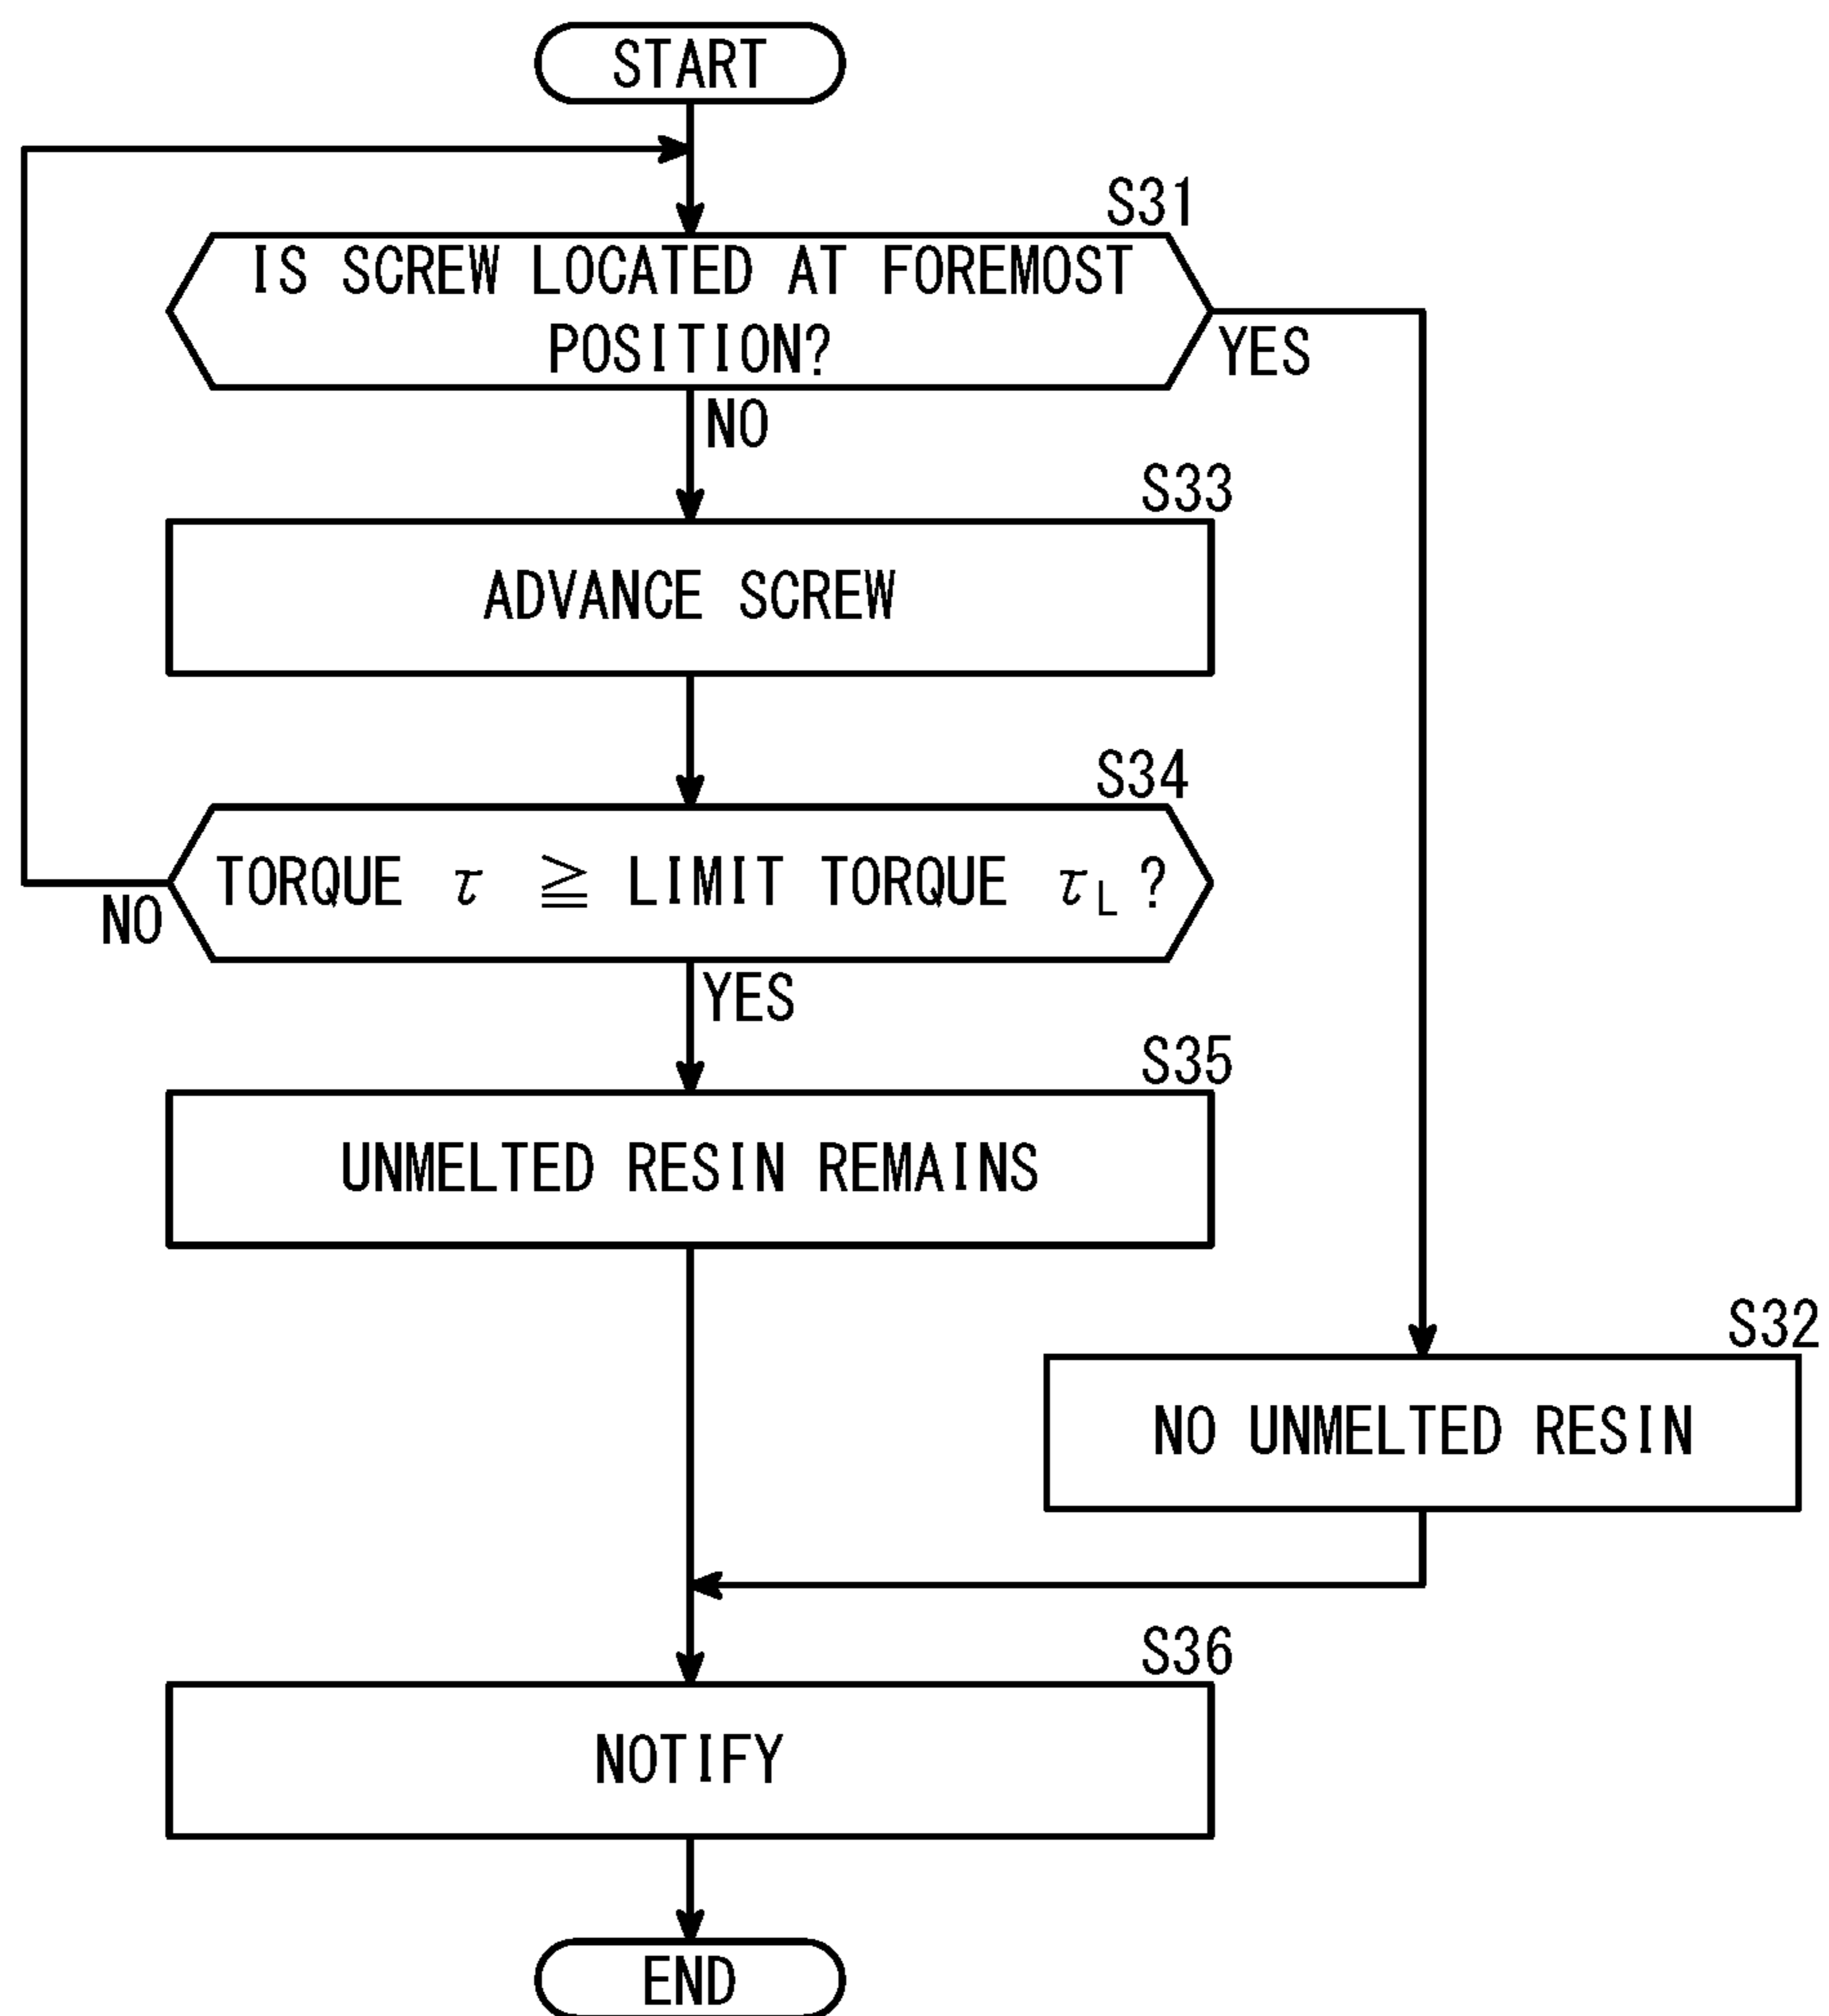 START
S31
IS SCREW LOCATED AT FOREMOST
POSITION?
YES
NO
S33
ADVANCE SCREW
S34
TORQUE τ ≧ LIMIT TORQUE τL?
NO
YES
S35
UNMELTED RESIN REMAINS
S32
NO UNMELTED RESIN
S36
NOTIFY
END